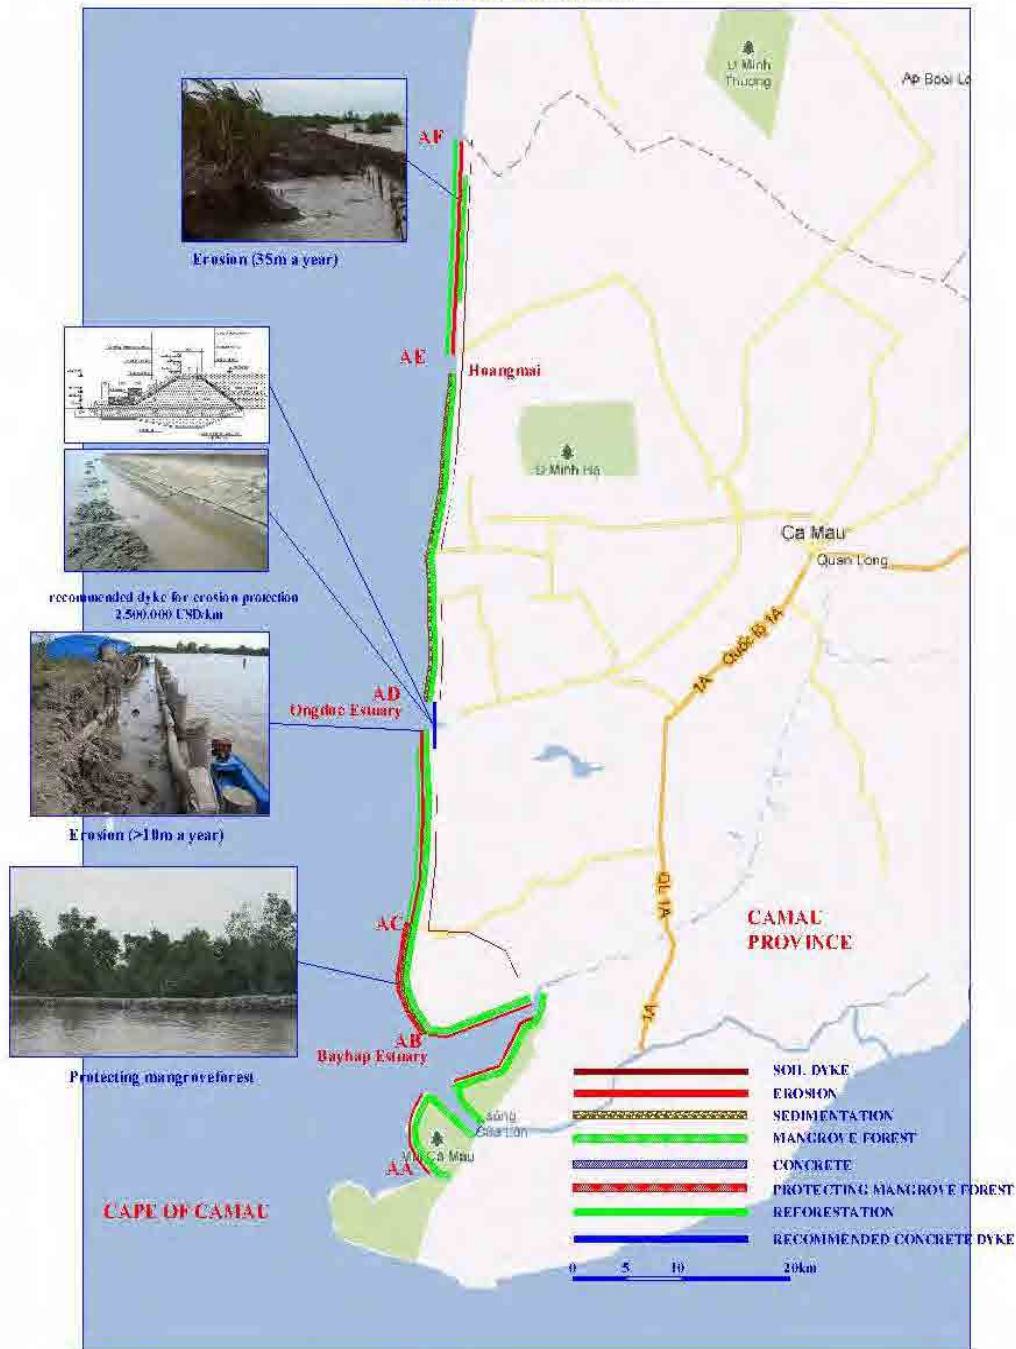 U Minh
Thuong
AF
Erosion (35m a year)
AE
Hoangmai
U Minh Ha
Ca Mau
Quan Long
recommended dyke for erosion protection
2.500.000 USD/km
1A
Quốc lộ 1A
AD
Ongdoc Estuary
Erosion (>10m a year)
QL 1A
AC
CAMAU
PROVINCE
1A
AB
Bayhap Estuary
Protecting mangroveforest
sông
Cửa Lớn
Cà Mau
AA
CAPE OF CAMAU
SOIL DYKE
EROSION
SEDIMENTATION
MANGROVE FOREST
CONCRETE
PROTECTING MANGROVE FOREST
REFORESTATION
RECOMMENDED CONCRETE DYKE
0 5 10 20km